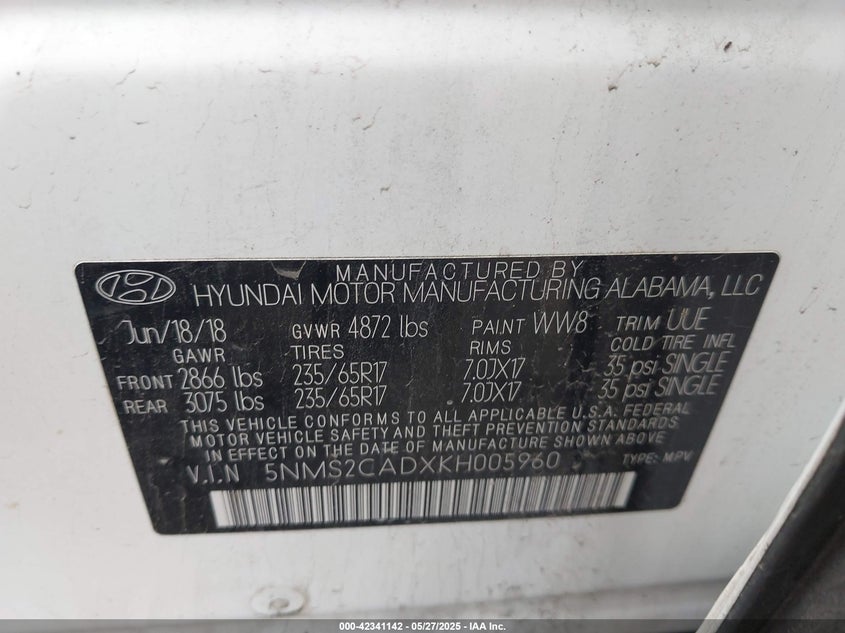 MANUFACTURED BY
HYUNDAI MOTOR MANUFACTURING ALABAMA, LLC
Jun/18/18 GVWR 4872 lbs PAINT WW8 TRIM UUE
GAWR TIRES RIMS COLD TIRE INFL
FRONT 2866 lbs 235/65R17 7.0JX17 35 psi SINGLE
REAR 3075 lbs 235/65R17 7.0JX17 35 psi SINGLE
THIS VEHICLE CONFORMS TO ALL APPLICABLE U.S.A. FEDERAL
MOTOR VEHICLE SAFETY AND THEFT PREVENTION STANDARDS
IN EFFECT ON THE DATE OF MANUFACTURE SHOWN ABOVE
V.I.N 5NMS2CADXKH005960 TYPE: M.P.V
000-42341142 - 05/27/2025 - IAA Inc.